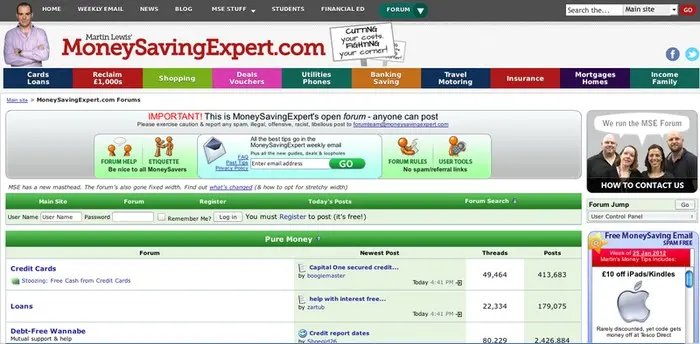 HOME
WEEKLY EMAIL
NEWS
BLOG
MSE STUFF
STUDENTS
FINANCIAL ED
FORUM
Search the...
Main site
GO
Martin Lewis'
MoneySavingExpert.com
CUTTING
your costs,
FIGHTING
your corner!
Cards
Loans
Reclaim
£1,000s
Shopping
Deals
Vouchers
Utilities
Phones
Banking
Saving
Travel
Motoring
Insurance
Mortgages
Homes
Income
Family
Main site > MoneySavingExpert.com Forums
IMPORTANT! This is MoneySavingExpert's open forum - anyone can post
Please exercise caution & report any spam, illegal, offensive, racist, libellous post to forumteam@moneysavingexpert.com
FORUM HELP
ETIQUETTE
Be nice to all MoneySavers
FAQ
Past Tips
Privacy Policy
All the best tips go in the
MoneySavingExpert weekly email
Plus all the new guides, deals & loopholes
Enter email address
GO
FORUM RULES
USER TOOLS
No spam/referral links
We run the MSE Forum
HOW TO CONTACT US
MSE has a new masthead. The forum's also gone fixed width. Find out what's changed (& how to opt for stretchy width)
Main Site
Forum
Register
Today's Posts
Forum Search
User Name
User Name
Password
Remember Me?
Log in
You must Register to post (it's free!)
Forum Jump
Go
User Control Panel
Pure Money
Forum
Newest Post
Threads
Posts
Credit Cards
Stoozing: Free Cash from Credit Cards
Capital One secured credit...
by boogiemaster
Today 4:41 PM
49,464
413,683
Loans
help with interest free...
by zartub
Today 4:41 PM
22,334
179,075
Debt-Free Wannabe
Mutual support & help
Credit report dates
by
80,229
2,426,884
Free MoneySaving Email
SPAM FREE
Week of 25 Jan 2012
Martin's Money Tips includes:
£10 off iPads/Kindles
Rarely discounted, yet code gets
money off at Tesco Direct